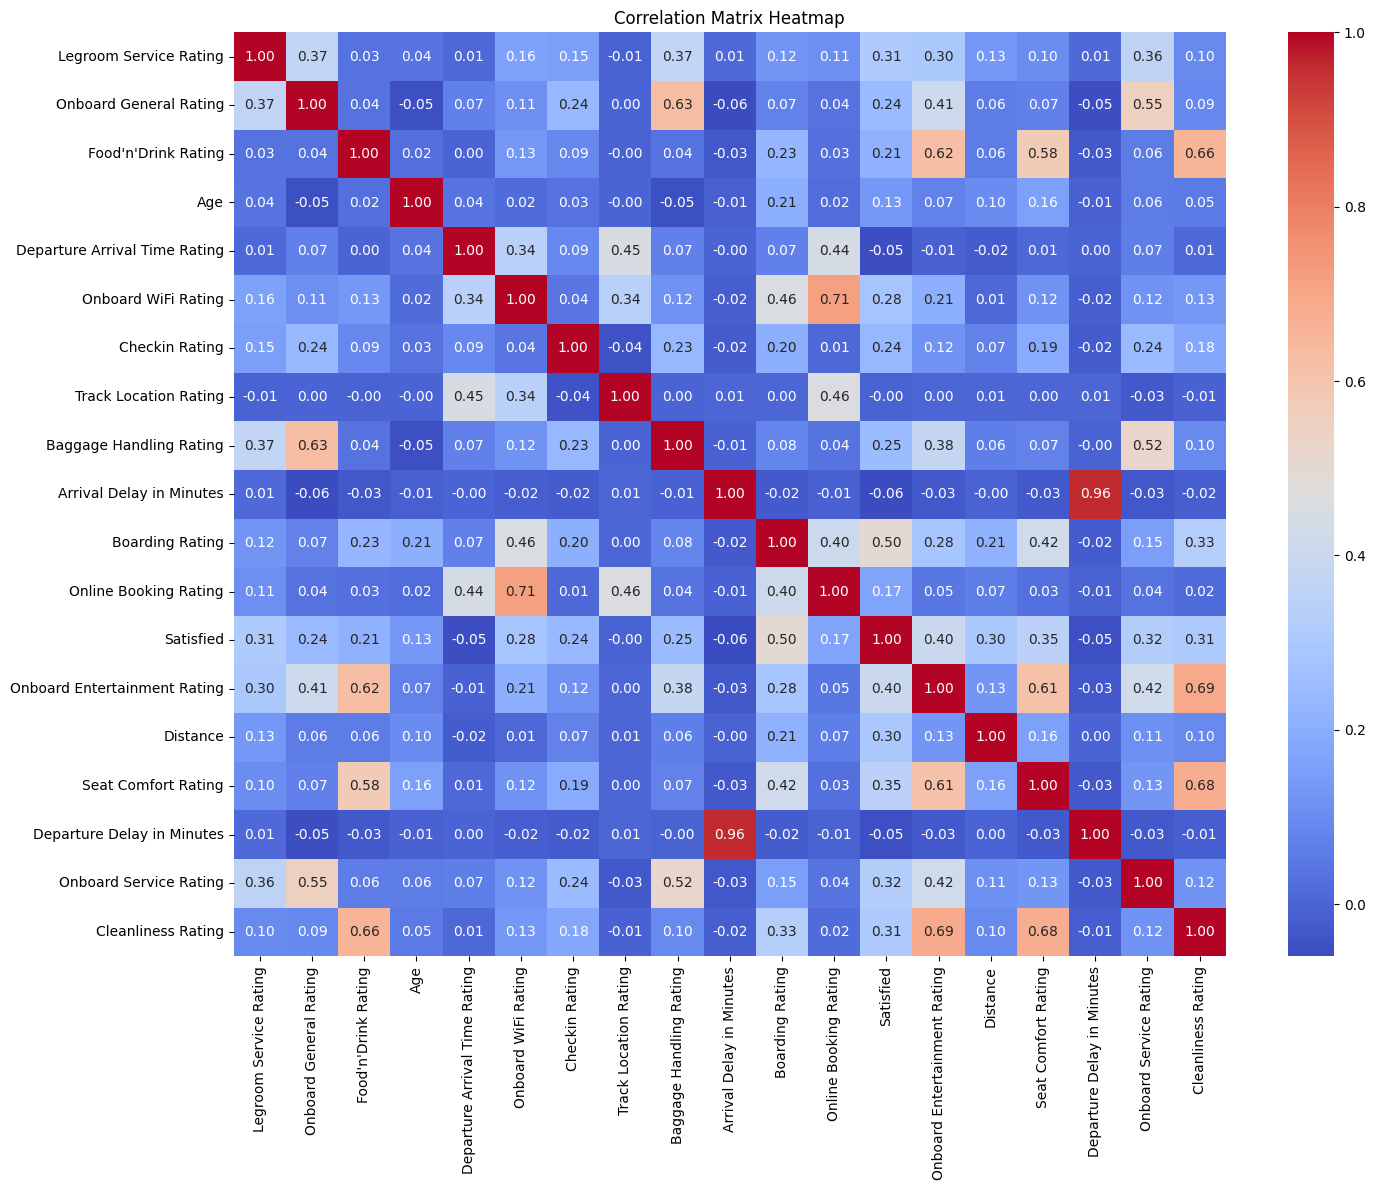 Correlation Matrix Heatmap
Legroom Service Rating 1.00 0.37 0.03 0.04 0.01 0.16 0.15 -0.01 0.37 0.01 0.12 0.11 0.31 0.30 0.13 0.10 0.01 0.36 0.10
Onboard General Rating 0.37 1.00 0.04 -0.05 0.07 0.11 0.24 0.00 0.63 -0.06 0.07 0.04 0.24 0.41 0.06 0.07 -0.05 0.55 0.09
Food'n'Drink Rating 0.03 0.04 1.00 0.02 0.00 0.13 0.09 -0.00 0.04 -0.03 0.23 0.03 0.21 0.62 0.06 0.58 -0.03 0.06 0.66
Age 0.04 -0.05 0.02 1.00 0.04 0.02 0.03 -0.00 -0.05 -0.01 0.21 0.02 0.13 0.07 0.10 0.16 -0.01 0.06 0.05
Departure Arrival Time Rating 0.01 0.07 0.00 0.04 1.00 0.34 0.09 0.45 0.07 -0.00 0.07 0.44 -0.05 -0.01 -0.02 0.01 0.00 0.07 0.01
Onboard WiFi Rating 0.16 0.11 0.13 0.02 0.34 1.00 0.04 0.34 0.12 -0.02 0.46 0.71 0.28 0.21 0.01 0.12 -0.02 0.12 0.13
Checkin Rating 0.15 0.24 0.09 0.03 0.09 0.04 1.00 -0.04 0.23 -0.02 0.20 0.01 0.24 0.12 0.07 0.19 -0.02 0.24 0.18
Track Location Rating -0.01 0.00 -0.00 -0.00 0.45 0.34 -0.04 1.00 0.00 0.01 0.00 0.46 -0.00 0.00 0.01 0.00 0.01 -0.03 -0.01
Baggage Handling Rating 0.37 0.63 0.04 -0.05 0.07 0.12 0.23 0.00 1.00 -0.01 0.08 0.04 0.25 0.38 0.06 0.07 -0.00 0.52 0.10
Arrival Delay in Minutes 0.01 -0.06 -0.03 -0.01 -0.00 -0.02 -0.02 0.01 -0.01 1.00 -0.02 -0.01 -0.06 -0.03 -0.00 -0.03 0.96 -0.03 -0.02
Boarding Rating 0.12 0.07 0.23 0.21 0.07 0.46 0.20 0.00 0.08 -0.02 1.00 0.40 0.50 0.28 0.21 0.42 -0.02 0.15 0.33
Online Booking Rating 0.11 0.04 0.03 0.02 0.44 0.71 0.01 0.46 0.04 -0.01 0.40 1.00 0.17 0.05 0.07 0.03 -0.01 0.04 0.02
Satisfied 0.31 0.24 0.21 0.13 -0.05 0.28 0.24 -0.00 0.25 -0.06 0.50 0.17 1.00 0.40 0.30 0.35 -0.05 0.32 0.31
Onboard Entertainment Rating 0.30 0.41 0.62 0.07 -0.01 0.21 0.12 0.00 0.38 -0.03 0.28 0.05 0.40 1.00 0.13 0.61 -0.03 0.42 0.69
Distance 0.13 0.06 0.06 0.10 -0.02 0.01 0.07 0.01 0.06 -0.00 0.21 0.07 0.30 0.13 1.00 0.16 0.00 0.11 0.10
Seat Comfort Rating 0.10 0.07 0.58 0.16 0.01 0.12 0.19 0.00 0.07 -0.03 0.42 0.03 0.35 0.61 0.16 1.00 -0.03 0.13 0.68
Departure Delay in Minutes 0.01 -0.05 -0.03 -0.01 0.00 -0.02 -0.02 0.01 -0.00 0.96 -0.02 -0.01 -0.05 -0.03 0.00 -0.03 1.00 -0.03 -0.01
Onboard Service Rating 0.36 0.55 0.06 0.06 0.07 0.12 0.24 -0.03 0.52 -0.03 0.15 0.04 0.32 0.42 0.11 0.13 -0.03 1.00 0.12
Cleanliness Rating 0.10 0.09 0.66 0.05 0.01 0.13 0.18 -0.01 0.10 -0.02 0.33 0.02 0.31 0.69 0.10 0.68 -0.01 0.12 1.00
Legroom Service Rating
Onboard General Rating
Food'n'Drink Rating
Age
Departure Arrival Time Rating
Onboard WiFi Rating
Checkin Rating
Track Location Rating
Baggage Handling Rating
Arrival Delay in Minutes
Boarding Rating
Online Booking Rating
Satisfied
Onboard Entertainment Rating
Distance
Seat Comfort Rating
Departure Delay in Minutes
Onboard Service Rating
Cleanliness Rating
1.0
0.8
0.6
0.4
0.2
0.0